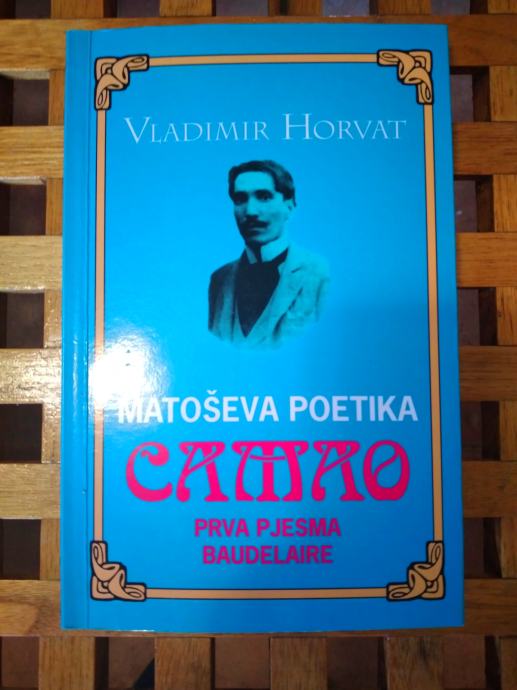 VLADIMIR HORVAT
MATOŠEVA POETIKA
CAMAO
PRVA PJESMA
BAUDELAIRE